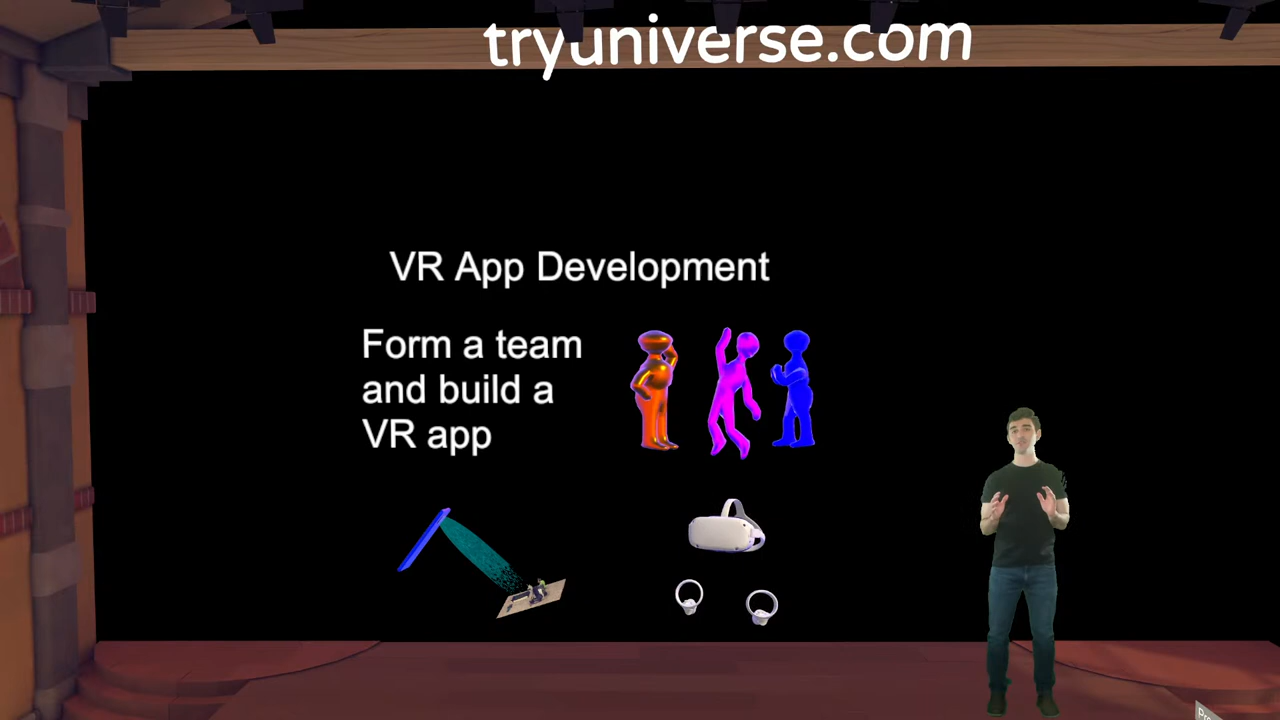 tryuniverse.com
VR App Development
Form a team
and build a
VR app